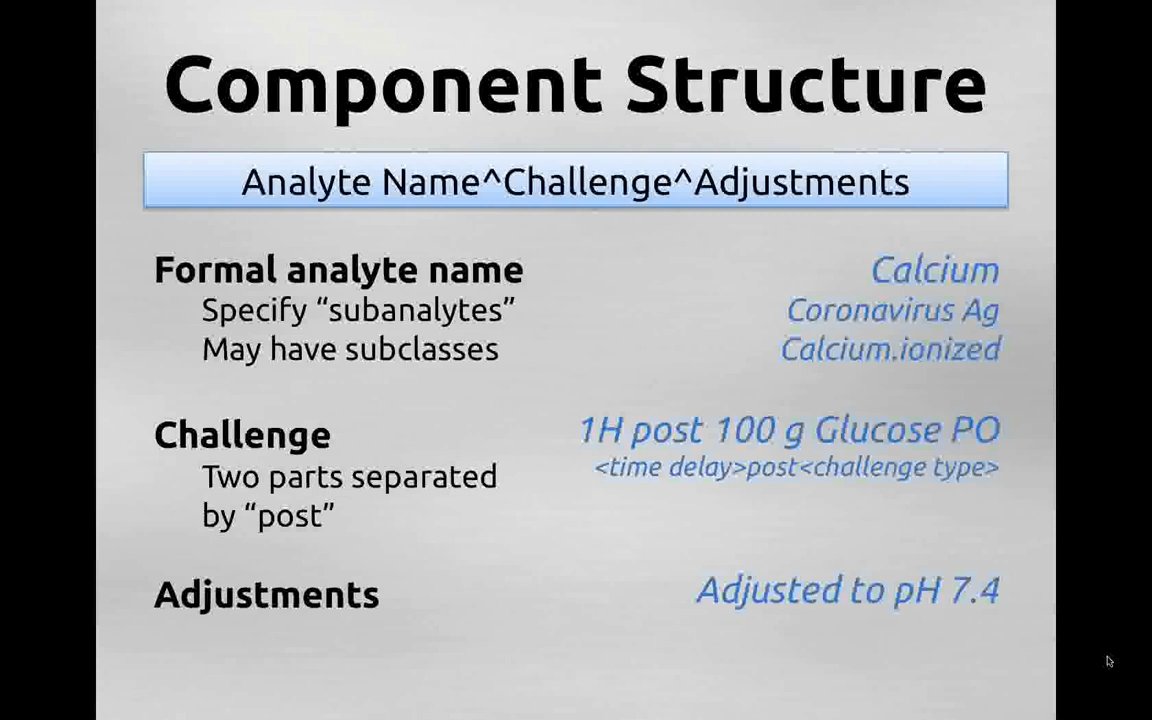 Component Structure
Analyte Name^Challenge^Adjustments
Formal analyte name Calcium
Specify “subanalytes” Coronavirus Ag
May have subclasses Calcium.ionized
Challenge 1H post 100 g Glucose PO
Two parts separated <time delay>post<challenge type>
by “post”
Adjustments Adjusted to pH 7.4